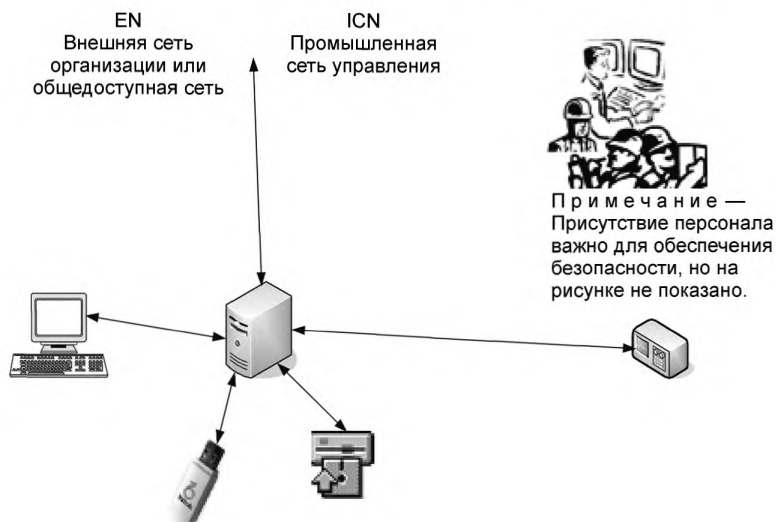 EN
Внешняя сеть
организации или
общедоступная сеть
ICN
Промышленная
сеть управления
Примечание —
Присутствие персонала
важно для обеспечения
безопасности, но на
рисунке не показано.